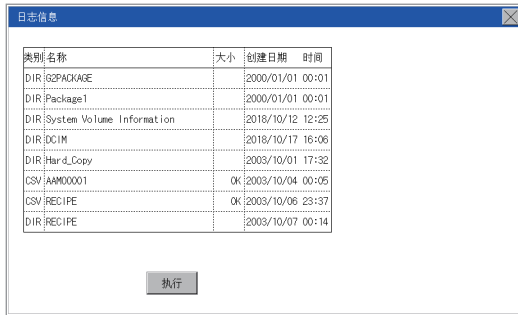 日志信息
类别 名称 大小 创建日期 时间
DIR G2PACKAGE 2000/01/01 00:01
DIR Package1 2000/01/01 00:01
DIR System Volume Information 2018/10/12 12:25
DIR DCIM 2018/10/17 16:06
DIR Hard_Copy 2003/10/01 17:32
CSV AAM00001 0K 2003/10/04 00:05
CSV RECIPE 0K 2003/10/06 23:37
DIR RECIPE 2003/10/07 00:14
执行